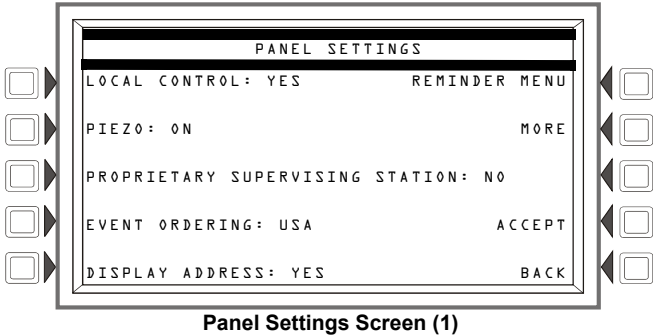 PANEL SETTINGS
LOCAL CONTROL: YES REMINDER MENU
PIEZO: ON MORE
PROPRIETARY SUPERVISING STATION: NO
EVENT ORDERING: USA ACCEPT
DISPLAY ADDRESS: YES BACK
Panel Settings Screen (1)